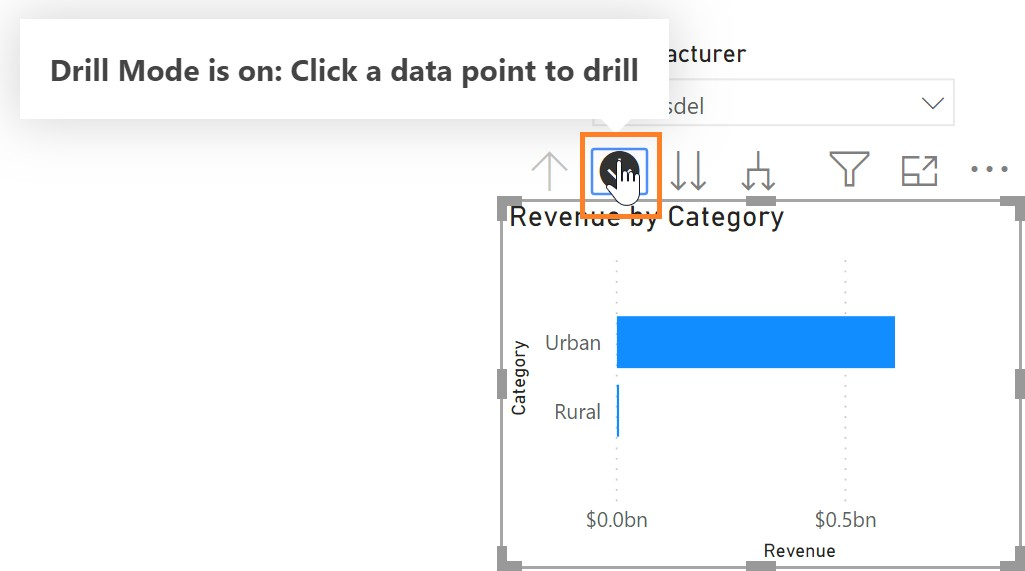 Drill Mode is on: Click a data point to drill
Revenue by Category
Category
Urban
Rural
$0.0bn
$0.5bn
Revenue